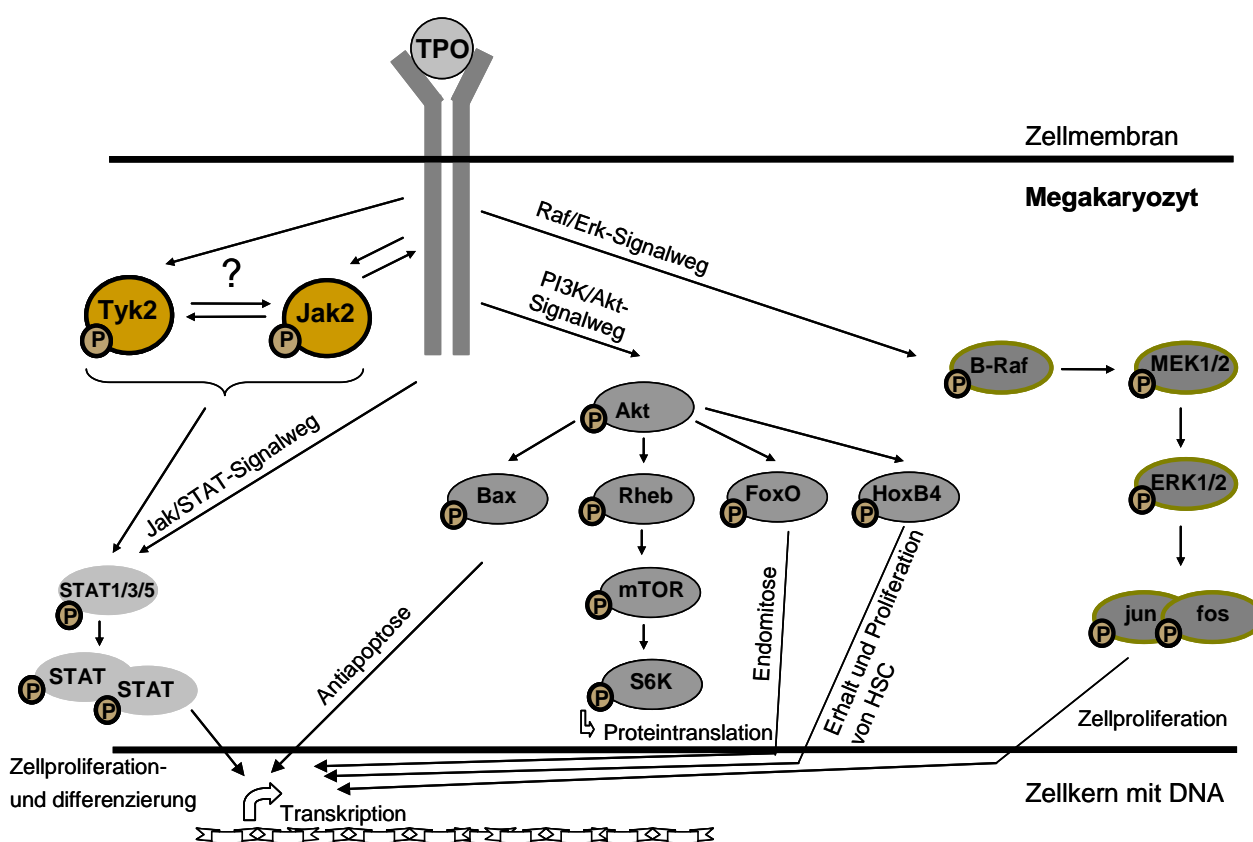 TPO
Zellmembran
Megakaryozyt
Raf/Erk-Signalweg
PI3K/Akt-
Signalweg
?
Tyk2
P
Jak2
P
B-Raf
P
MEK1/2
P
Akt
P
Jak/STAT-Signalweg
Bax
P
Rheb
P
FoxO
P
HoxB4
P
ERK1/2
P
STAT1/3/5
P
mTOR
P
jun
P
fos
P
Antiapoptose
Endomitose
Erhalt und Proliferation
von HSC
STAT
P
STAT
P
S6K
P
Proteintranslation
Zellproliferation
Zellproliferation-
und differenzierung
Transkription
Zellkern mit DNA